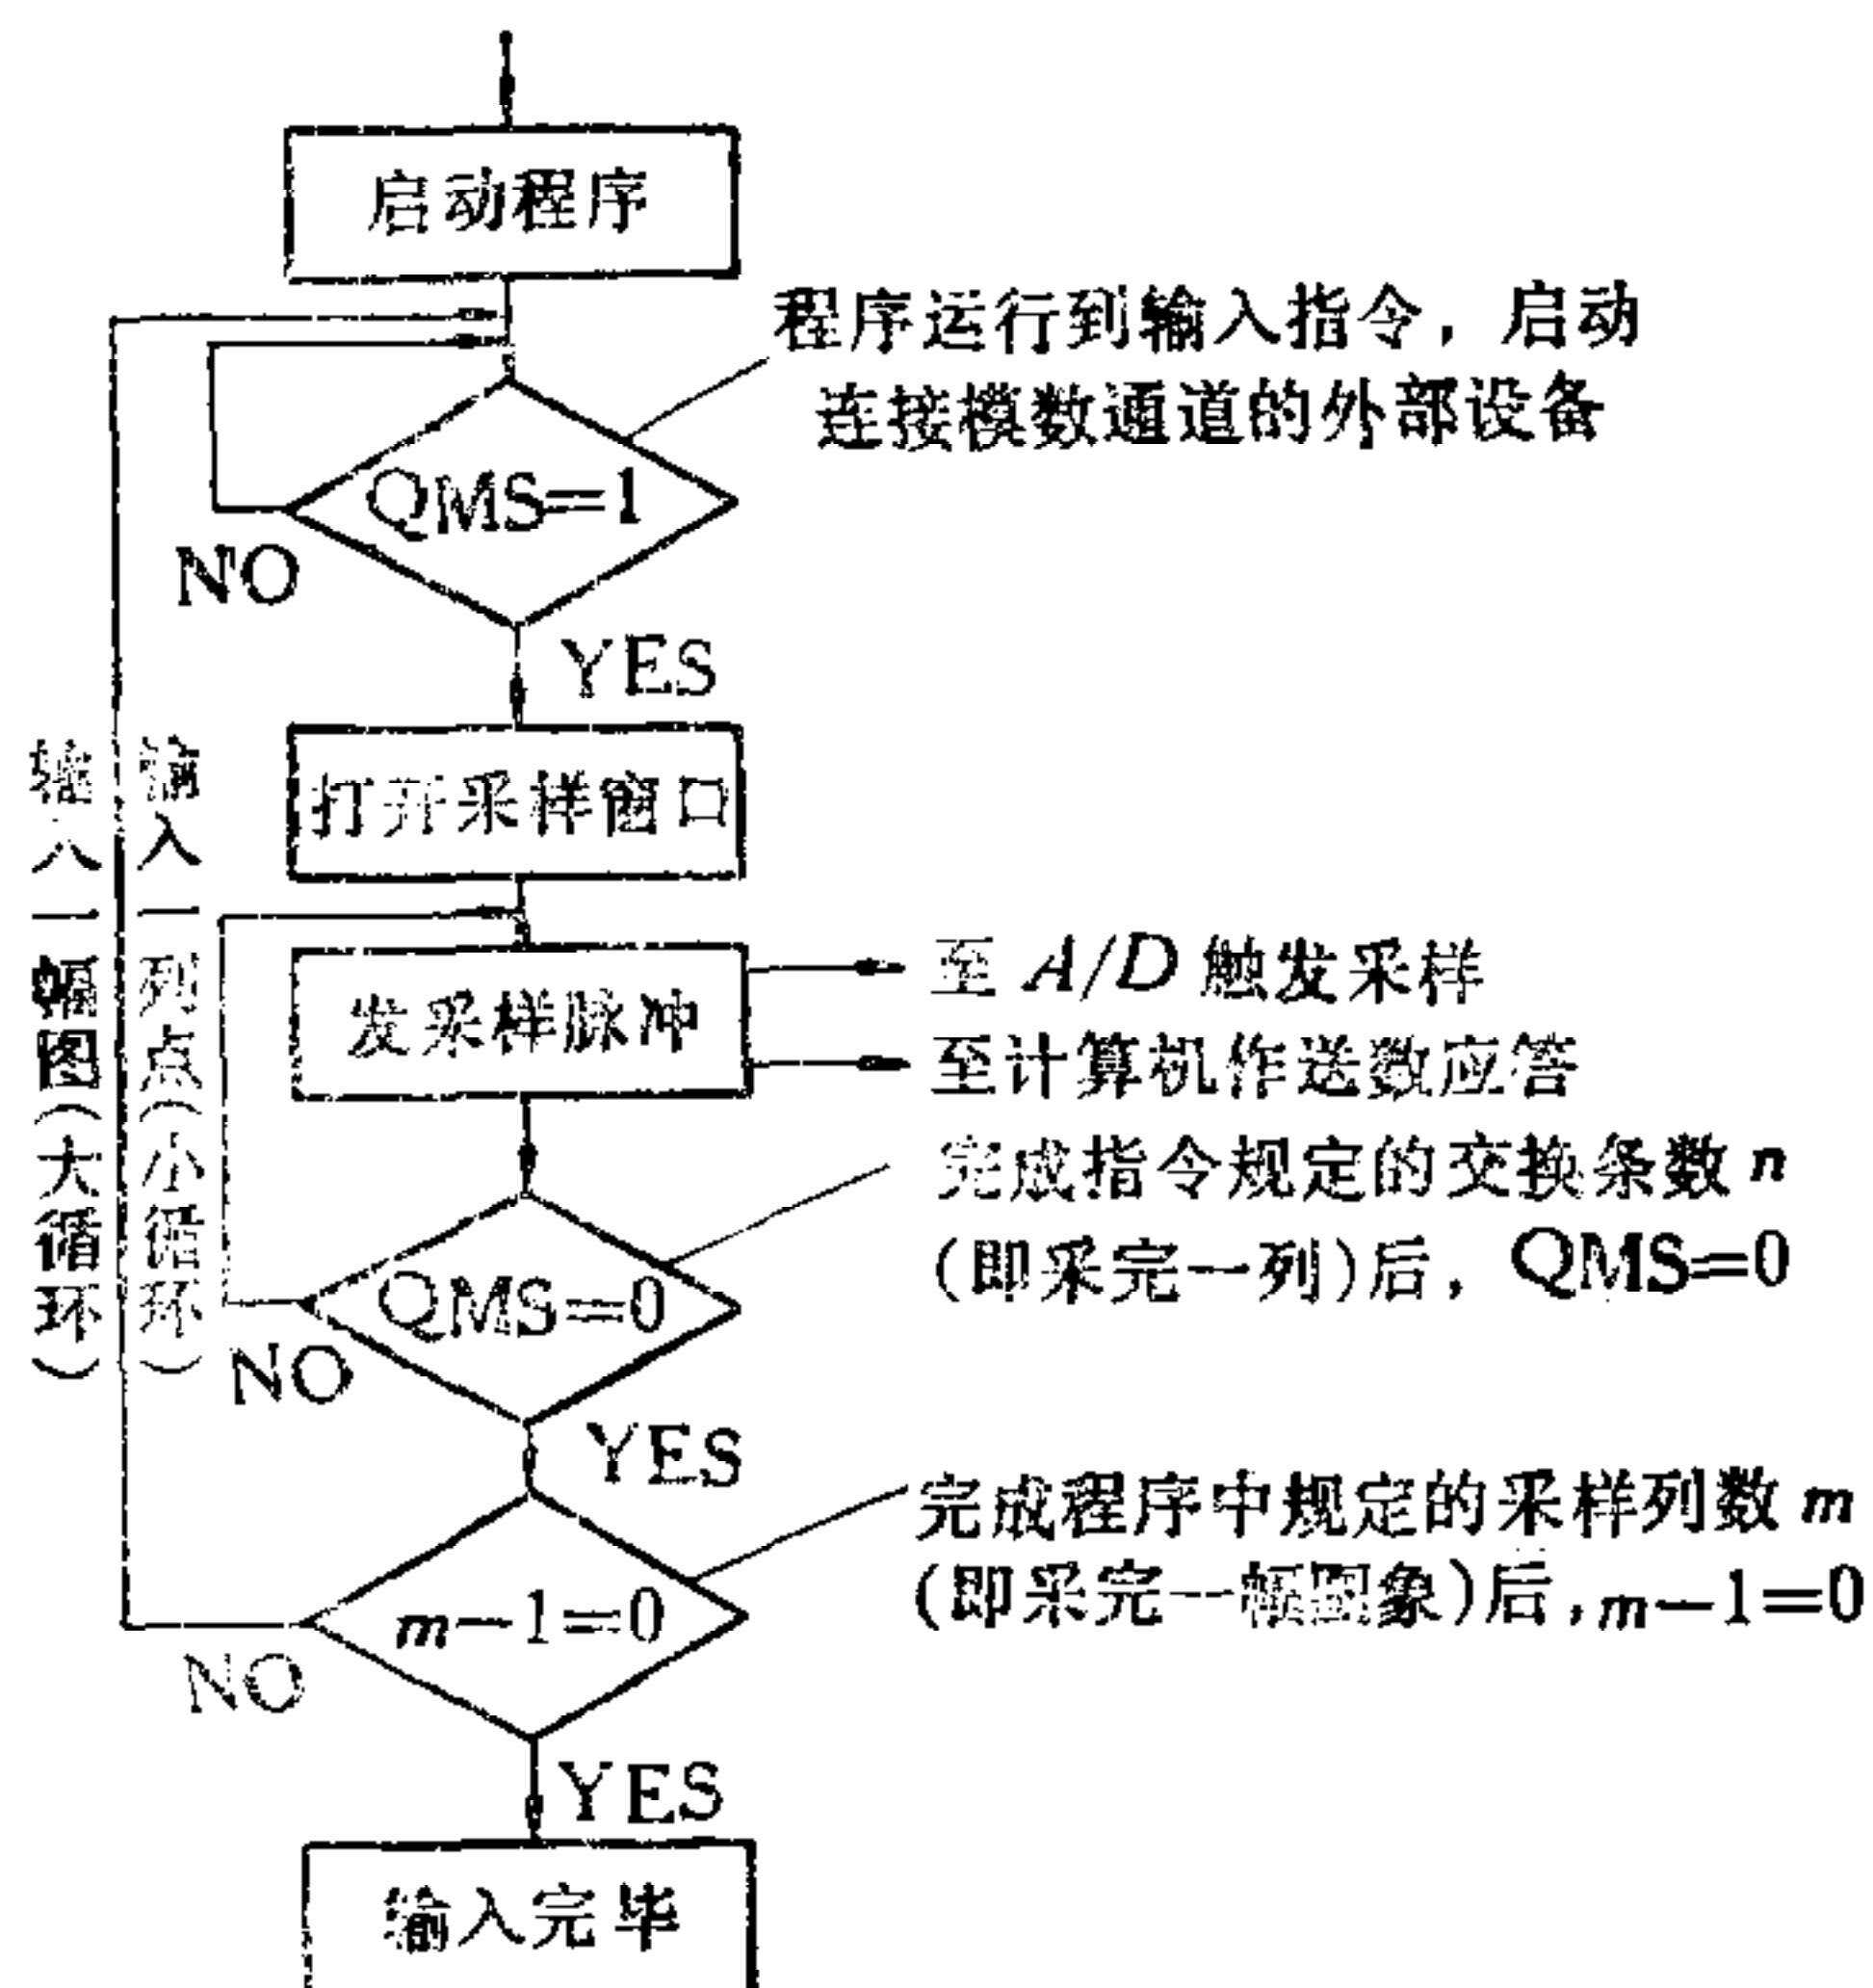 启动程序
程序运行到输入指令，启动
连接模数通道的外部设备
QMS=1
NO
YES
打开采样窗口
输入一幅图(大循环)
输入一列点(小循环)
发采样脉冲
至 A/D 触发采样
至计算机作送数应答
完成指令规定的交换条数 n
(即采完一列)后，QMS=0
QMS=0
NO
YES
完成程序中规定的采样列数 m
(即采完一幅图象)后,m-1=0
m-1=0
NO
YES
输入完毕